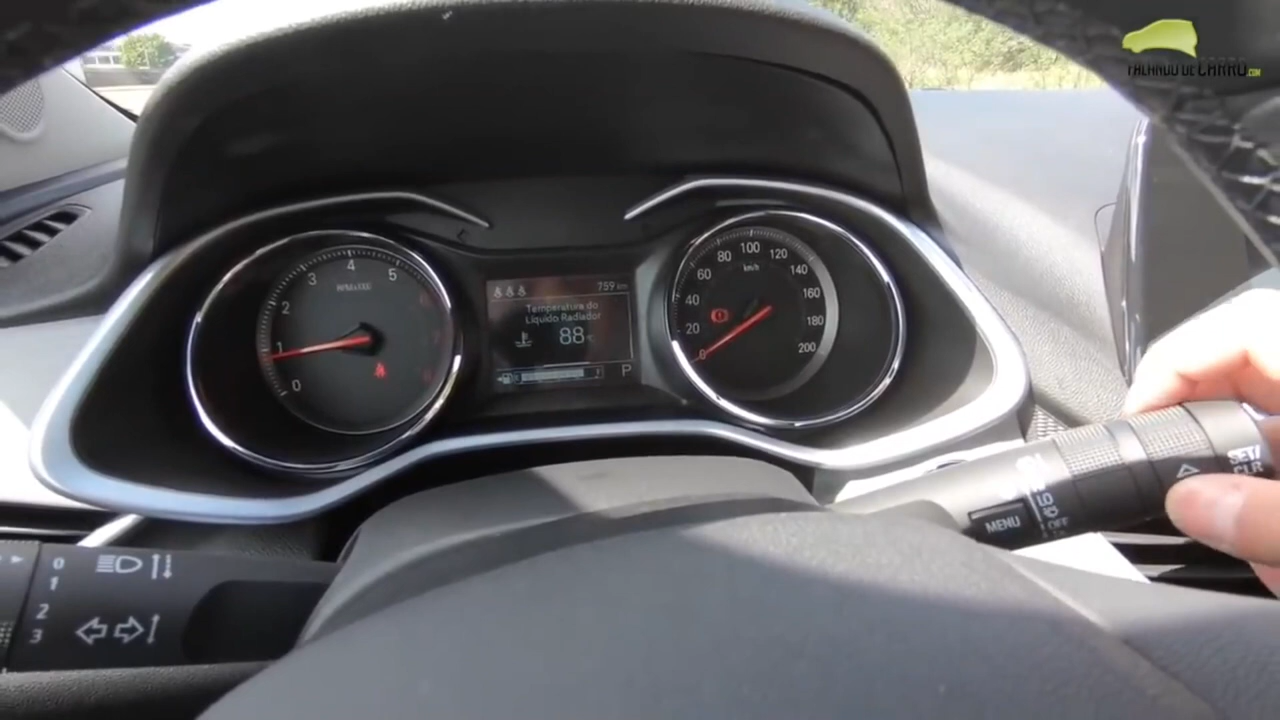 FALANDO DE CARRO.COM
0
1
2
3
4
5
759 km
Temperatura do
Líquido Radiador
88
P
0
20
40
60
80
100
120
140
160
180
200
km/h
SET/
CLR
MENU
OFF
0
1
2
3